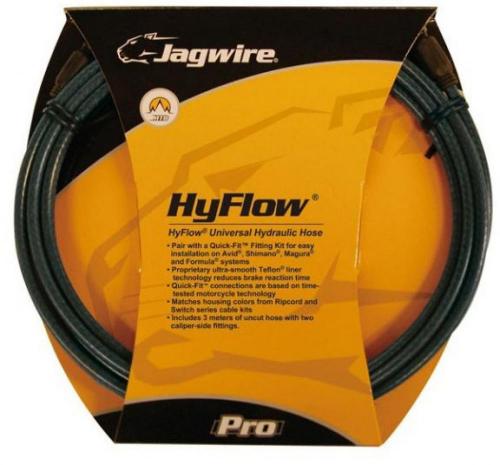 Jagwire®
MTB
HyFlow®
HyFlow® Universal Hydraulic Hose
• Pair with a Quick-Fit™ Fitting Kit for easy
installation on Avid®, Shimano®, Magura®
and Formula® systems
• Proprietary ultra-smooth Teflon® liner
technology reduces brake reaction time
• Quick-Fit™ connections are based on time-
tested motorcycle technology
• Matches housing colors from Ripcord and
Switch series cable kits
• Includes 3 meters of uncut hose with two
caliper-side fittings.
Pro